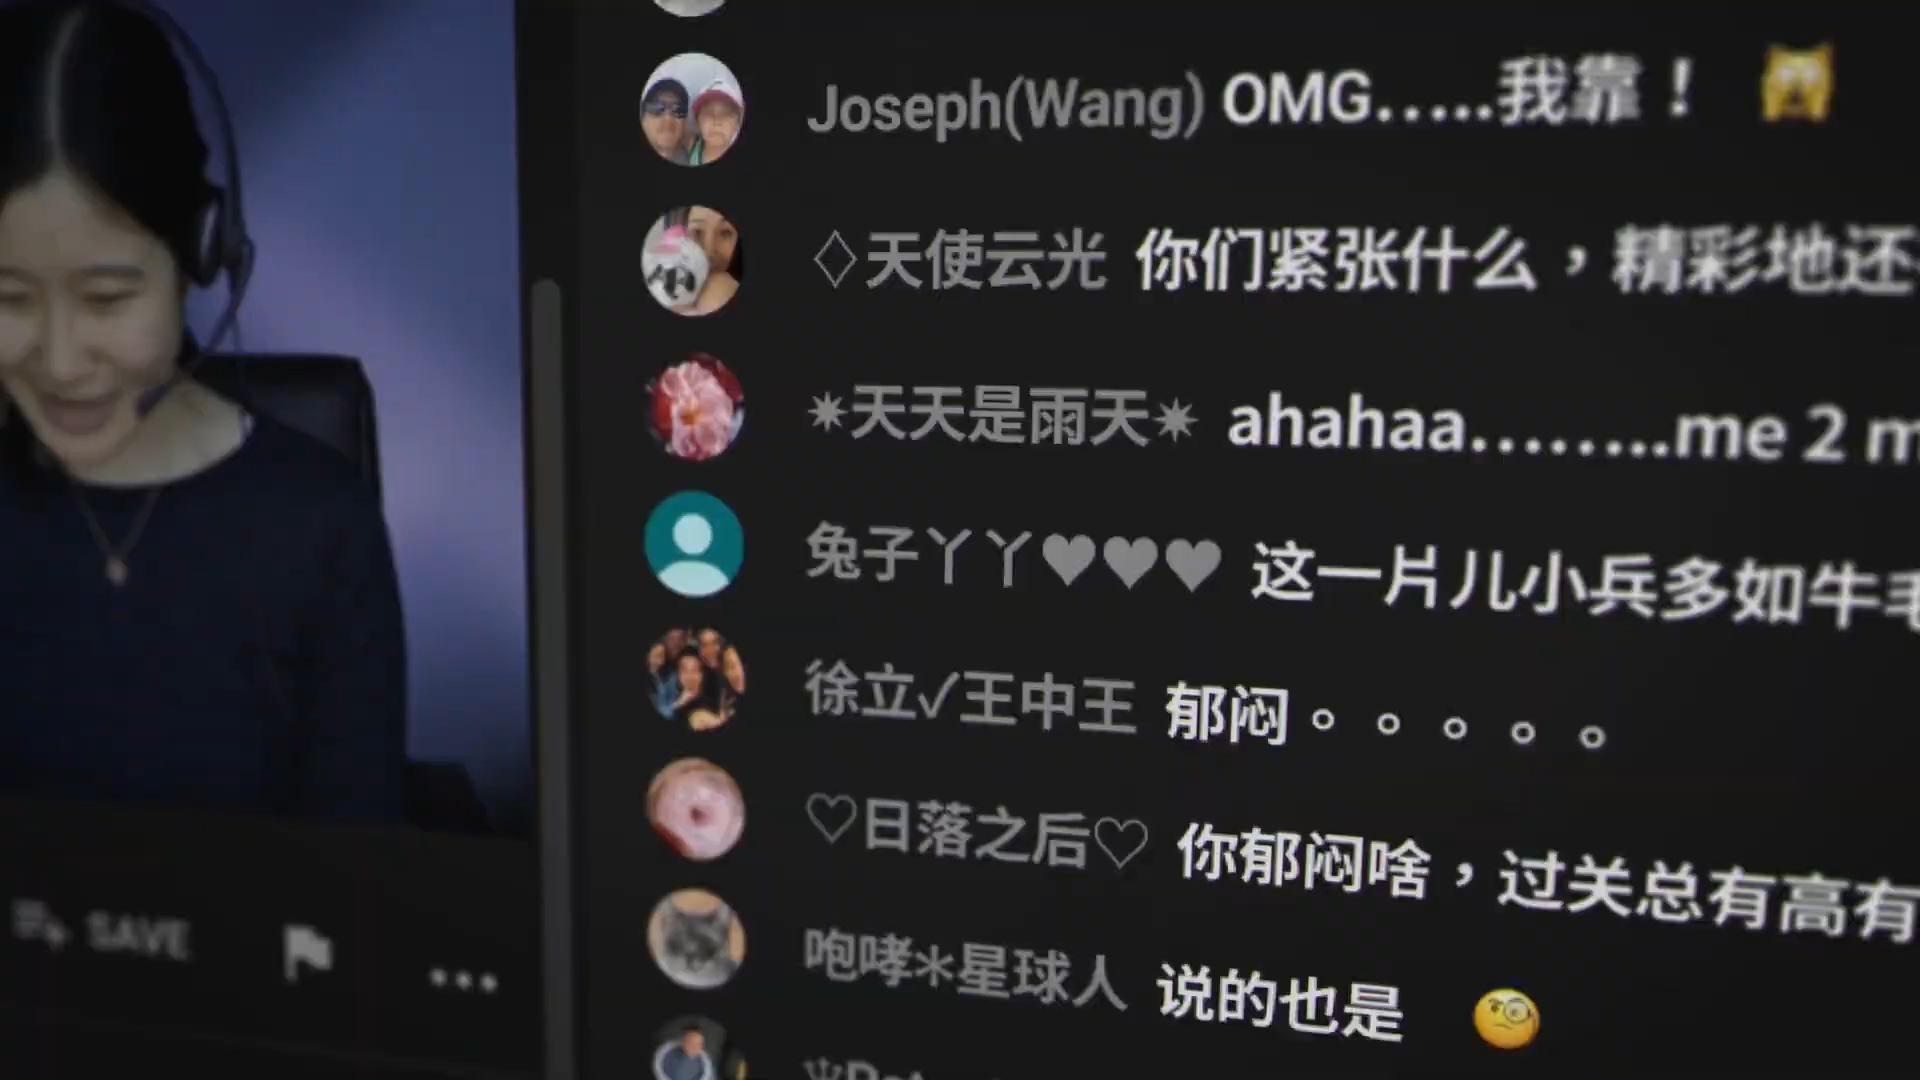 Joseph(Wang) OMG.....我靠！
♢天使云光 你们紧张什么，精彩地还
✷天天是雨天✷ ahahaa........me 2 m
兔子丫丫♥♥♥ 这一片儿小兵多如牛毛
徐立✓王中王 郁闷。。。。。
♡日落之后♡ 你郁闷啥，过关总有高有
咆哮＊星球人 说的也是
SAVE